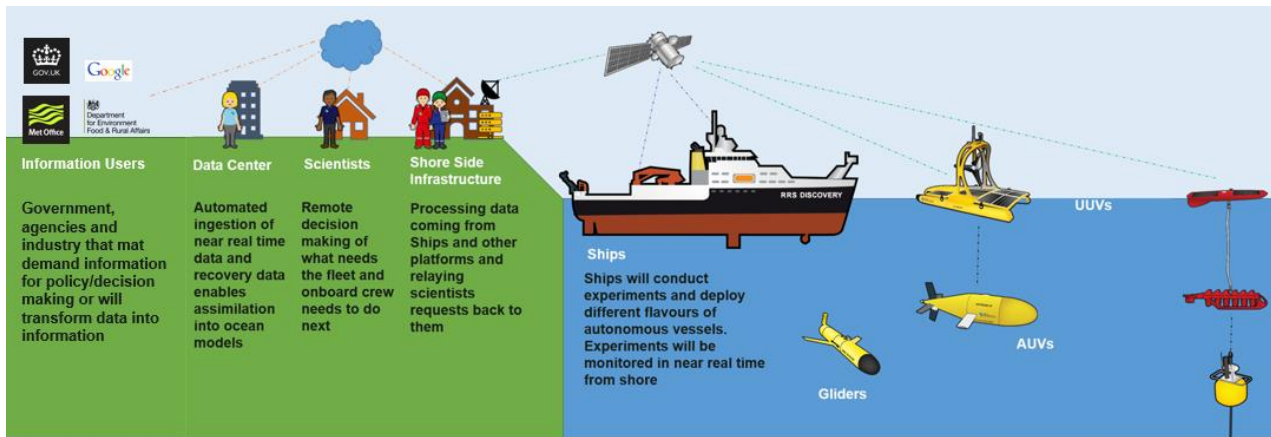 GOV.UK
Google
Met Office
Department
for Environment
Food & Rural Affairs
Information Users
Government,
agencies and
industry that mat
demand information
for policy/decision
making or will
transform data into
information
Data Center
Automated
ingestion of
near real time
data and
recovery data
enables
assimilation
into ocean
models
Scientists
Remote
decision
making of
what needs
the fleet and
onboard crew
needs to do
next
Shore Side
Infrastructure
Processing data
coming from
Ships and other
platforms and
relaying
scientists
requests back to
them
RRS DISCOVERY
Ships
Ships will conduct
experiments and deploy
different flavours of
autonomous vessels.
Experiments will be
monitored in near real time
from shore
Gliders
UUVs
AUVs